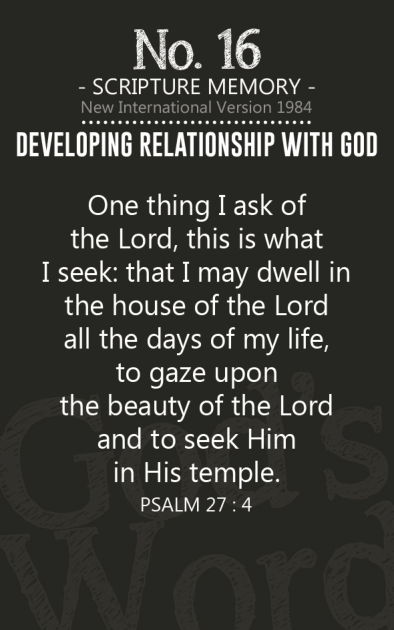 No. 16
- SCRIPTURE MEMORY -
New International Version 1984
DEVELOPING RELATIONSHIP WITH GOD
One thing I ask of
the Lord, this is what
I seek: that I may dwell in
the house of the Lord
all the days of my life,
to gaze upon
the beauty of the Lord
and to seek Him
in His temple.
PSALM 27 : 4
God's
Word